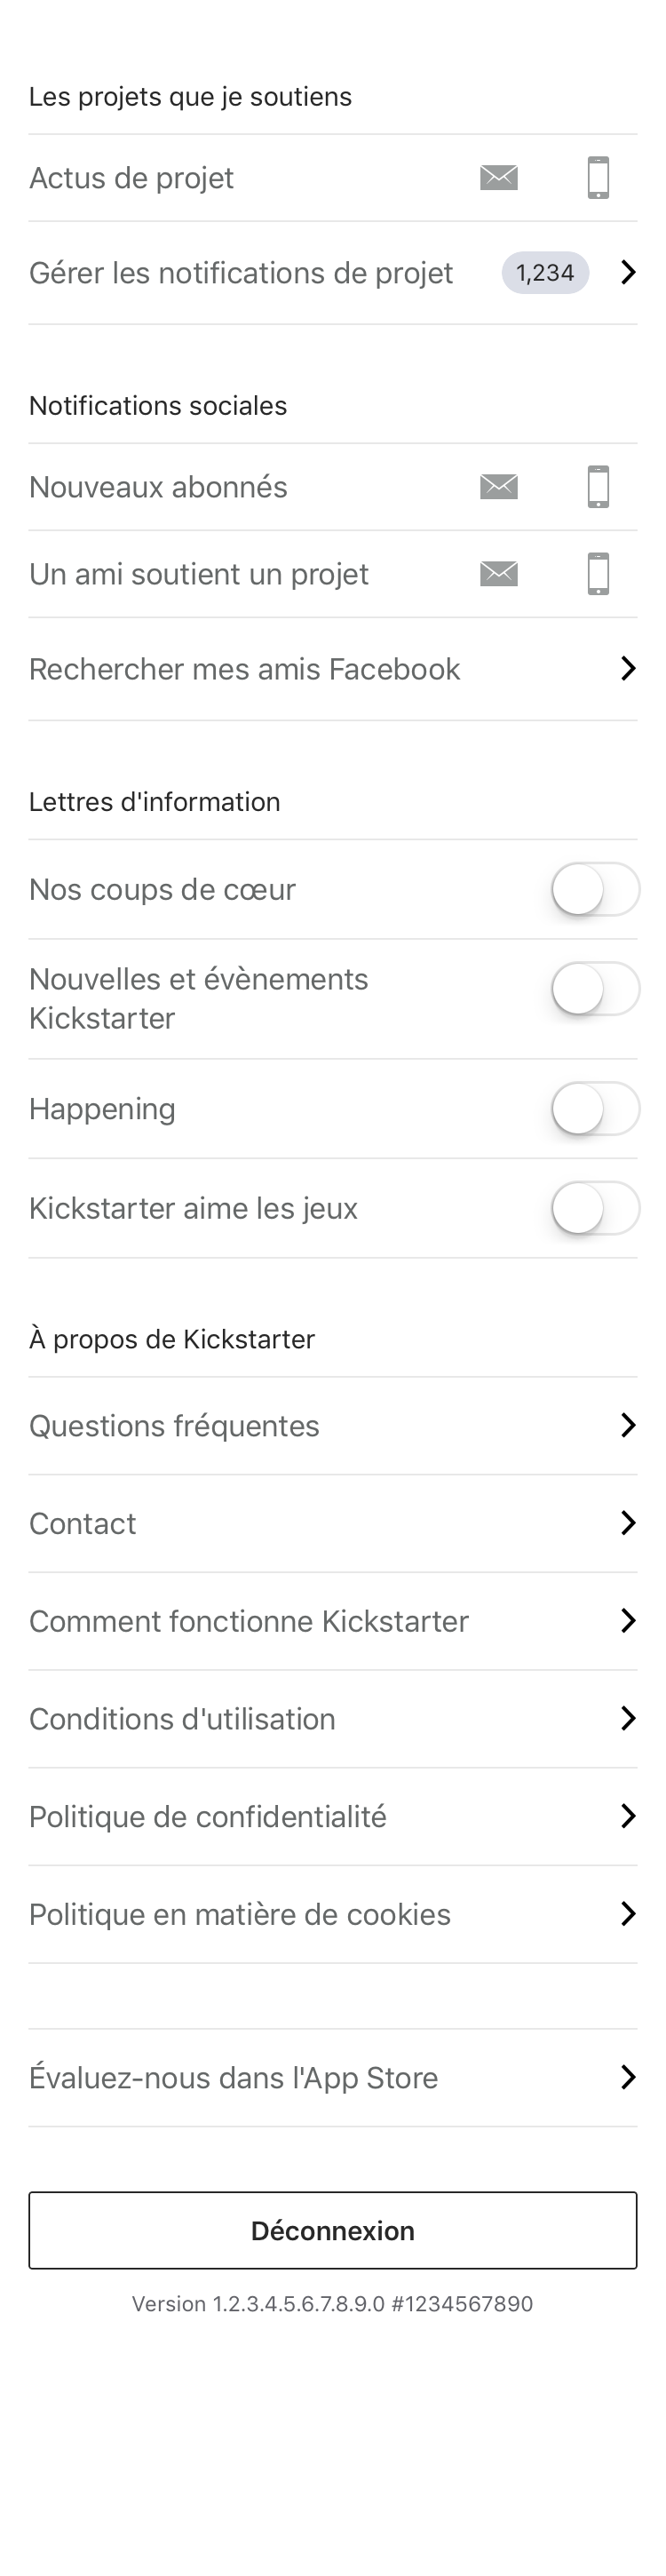 Les projets que je soutiens
Actus de projet
Gérer les notifications de projet 1,234
Notifications sociales
Nouveaux abonnés
Un ami soutient un projet
Rechercher mes amis Facebook
Lettres d'information
Nos coups de cœur
Nouvelles et évènements
Kickstarter
Happening
Kickstarter aime les jeux
À propos de Kickstarter
Questions fréquentes
Contact
Comment fonctionne Kickstarter
Conditions d'utilisation
Politique de confidentialité
Politique en matière de cookies
Évaluez-nous dans l'App Store
Déconnexion
Version 1.2.3.4.5.6.7.8.9.0 #1234567890